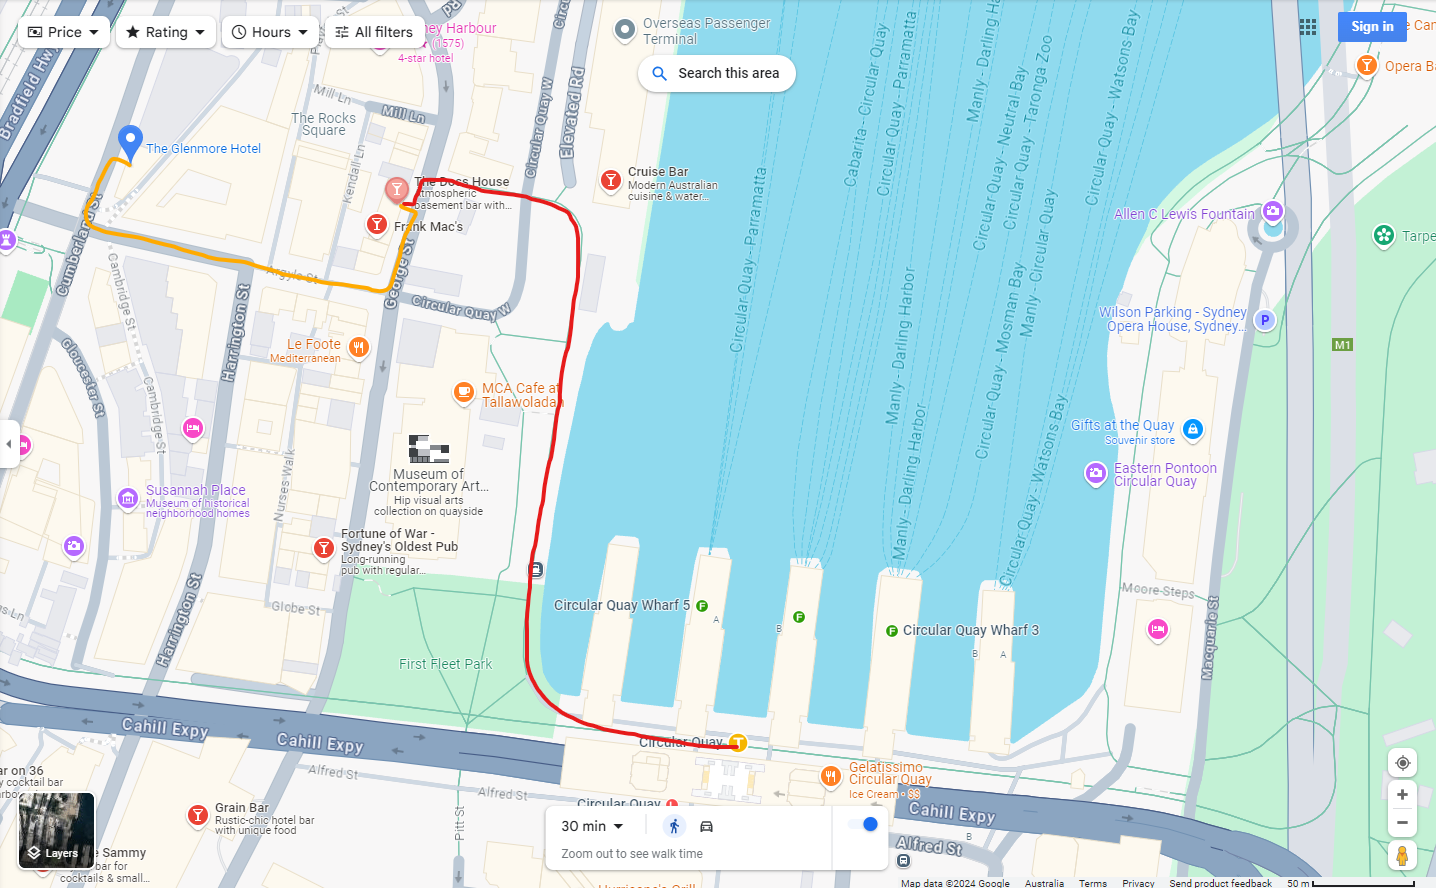 Price
Rating
Hours
All filters
Sign in
Search this area
Overseas Passenger
Terminal
ney Harbour
(1575)
4-star hotel
Bradfield Hwy
Mill Ln
Mill Ln
The Rocks
Square
Kendall Ln
Circular Quay W
Elevated Rd
The Glenmore Hotel
The Doss House
atmospheric
basement bar with...
Frank Mac's
Cruise Bar
Modern Australian
cuisine & water...
Opera Ba
Allen C Lewis Fountain
Tarpe
Cumberland St
Argyle St
George St
Circular Quay W
Cambridge St
Harrington St
Gloucester St
Cambridge St
Le Foote
Mediterranean
MCA Cafe at
Tallawoladah
Museum of
Contemporary Art...
Hip visual arts
collection on quayside
Susannah Place
Museum of historical
neighborhood homes
Nurses Walk
Fortune of War -
Sydney's Oldest Pub
Long-running
pub with regular...
Globe St
Harrington St
First Fleet Park
Circular Quay - Parramatta
Cabarita - Circular Quay
Circular Quay - Parramatta
Manly - Darling Ha
Circular Quay - Neutral Bay
Circular Quay - Taronga Zoo
Circular Quay - Watsons Bay
Manly - Darling Harbor
Manly - Darling Harbor
Manly - Darling Harbor
Circular Quay - Mosman Bay
Manly - Circular Quay
Circular Quay - Watsons Bay
Circular Quay - Watsons Bay
Wilson Parking - Sydney
Opera House, Sydney...
P
M1
Gifts at the Quay
Souvenir store
Eastern Pontoon
Circular Quay
Circular Quay Wharf 5
A
B
Circular Quay Wharf 3
B
A
Moore Steps
Macquarie St
Cahill Expy
Cahill Expy
Circular Quay
T
Gelatissimo
Circular Quay
Ice Cream · $$
Alfred St
Alfred St
Pitt St
Circular Quay
Cahill Expy
Alfred St
B
ar on 36
y cocktail bar
Grain Bar
Rustic-chic hotel bar
with unique food
Sammy
bar for
cocktails & small...
Layers
30 min
Zoom out to see walk time
Map data ©2024 Google
Australia
Terms
Privacy
Send product feedback
50 m